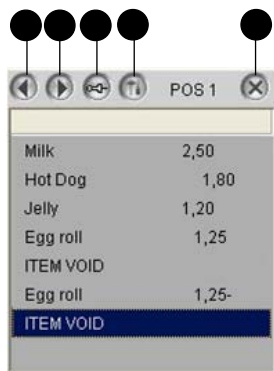 POS 1
Milk 2,50
Hot Dog 1,80
Jelly 1,20
Egg roll 1,25
ITEM VOID
Egg roll 1,25-
ITEM VOID